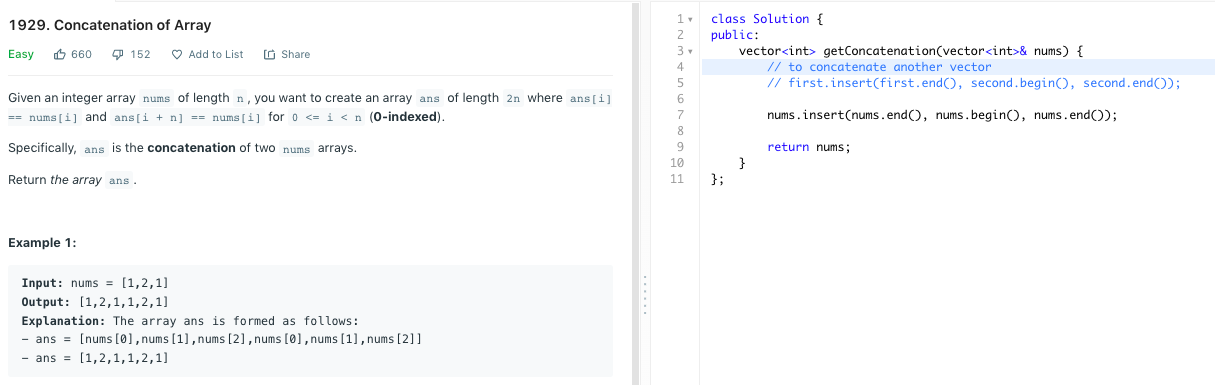 1929. Concatenation of Array
Easy 660 152 Add to List Share
Given an integer array nums of length n, you want to create an array ans of length 2n where ans[i]
== nums[i] and ans[i + n] == nums[i] for 0 <= i < n (0-indexed).
Specifically, ans is the concatenation of two nums arrays.
Return the array ans.
Example 1:
Input: nums = [1,2,1]
Output: [1,2,1,1,2,1]
Explanation: The array ans is formed as follows:
- ans = [nums[0],nums[1],nums[2],nums[0],nums[1],nums[2]]
- ans = [1,2,1,1,2,1]
1 class Solution {
2 public:
3     vector<int> getConcatenation(vector<int>& nums) {
4         // to concatenate another vector
5         // first.insert(first.end(), second.begin(), second.end());
6
7         nums.insert(nums.end(), nums.begin(), nums.end());
8
9         return nums;
10     }
11 };